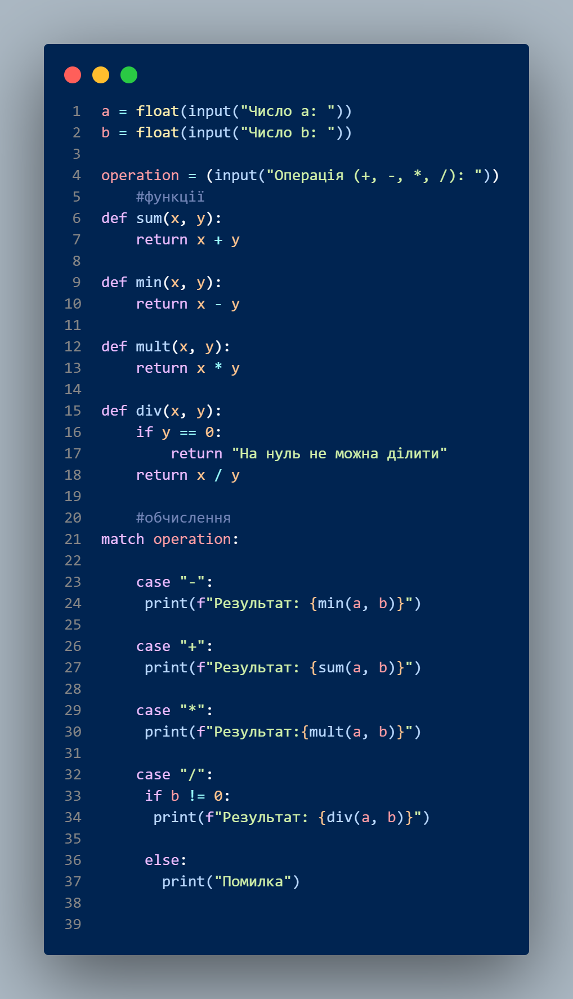 1 a = float(input("Число a: "))
2 b = float(input("Число b: "))
3
4 operation = (input("Операція (+, -, *, /): "))
5     #функції
6 def sum(x, y):
7     return x + y
8
9 def min(x, y):
10     return x - y
11
12 def mult(x, y):
13     return x * y
14
15 def div(x, y):
16     if y == 0:
17         return "На нуль не можна ділити"
18     return x / y
19
20     #обчислення
21 match operation:
22
23     case "-":
24      print(f"Результат: {min(a, b)}")
25
26     case "+":
27      print(f"Результат: {sum(a, b)}")
28
29     case "*":
30      print(f"Результат:{mult(a, b)}")
31
32     case "/":
33      if b != 0:
34       print(f"Результат: {div(a, b)}")
35
36      else:
37        print("Помилка")
38
39